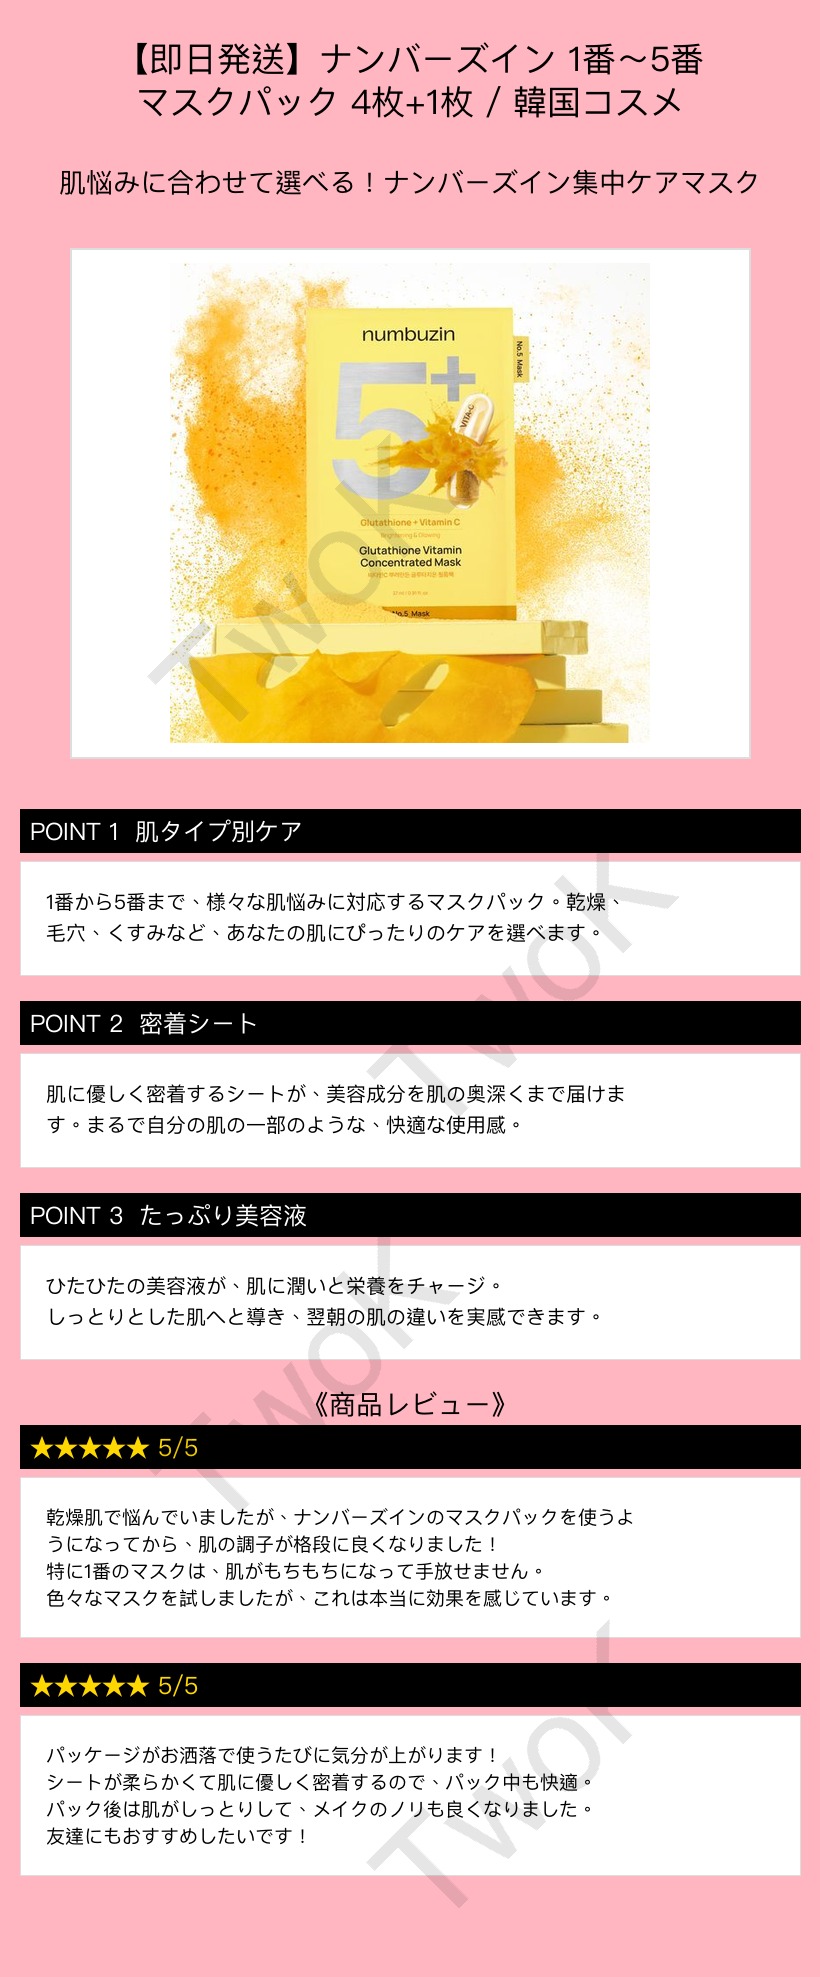 【即日発送】ナンバーズイン 1番～5番
マスクパック 4枚+1枚 / 韓国コスメ
肌悩みに合わせて選べる！ナンバーズイン集中ケアマスク
numbuzin
No.5 Mask
5+
VITA-C
Glutathione + Vitamin C
Brightening & Glowing
Glutathione Vitamin
Concentrated Mask
No.5 Mask
TwoK
POINT 1 肌タイプ別ケア
1番から5番まで、様々な肌悩みに対応するマスクパック。乾燥、
毛穴、くすみなど、あなたの肌にぴったりのケアを選べます。
TwoK
POINT 2 密着シート
肌に優しく密着するシートが、美容成分を肌の奥深くまで届けま
す。まるで自分の肌の一部のような、快適な使用感。
POINT 3 たっぷり美容液
ひたひたの美容液が、肌に潤いと栄養をチャージ。
しっとりとした肌へと導き、翌朝の肌の違いを実感できます。
TwoK
《商品レビュー》
★★★★★ 5/5
乾燥肌で悩んでいましたが、ナンバーズインのマスクパックを使うよ
うになってから、肌の調子が格段に良くなりました！
特に1番のマスクは、肌がもちもちになって手放せません。
色々なマスクを試しましたが、これは本当に効果を感じています。
★★★★★ 5/5
パッケージがお洒落で使うたびに気分が上がります！
シートが柔らかくて肌に優しく密着するので、パック中も快適。
パック後は肌がしっとりして、メイクのノリも良くなりました。
友達にもおすすめしたいです！
TwoK